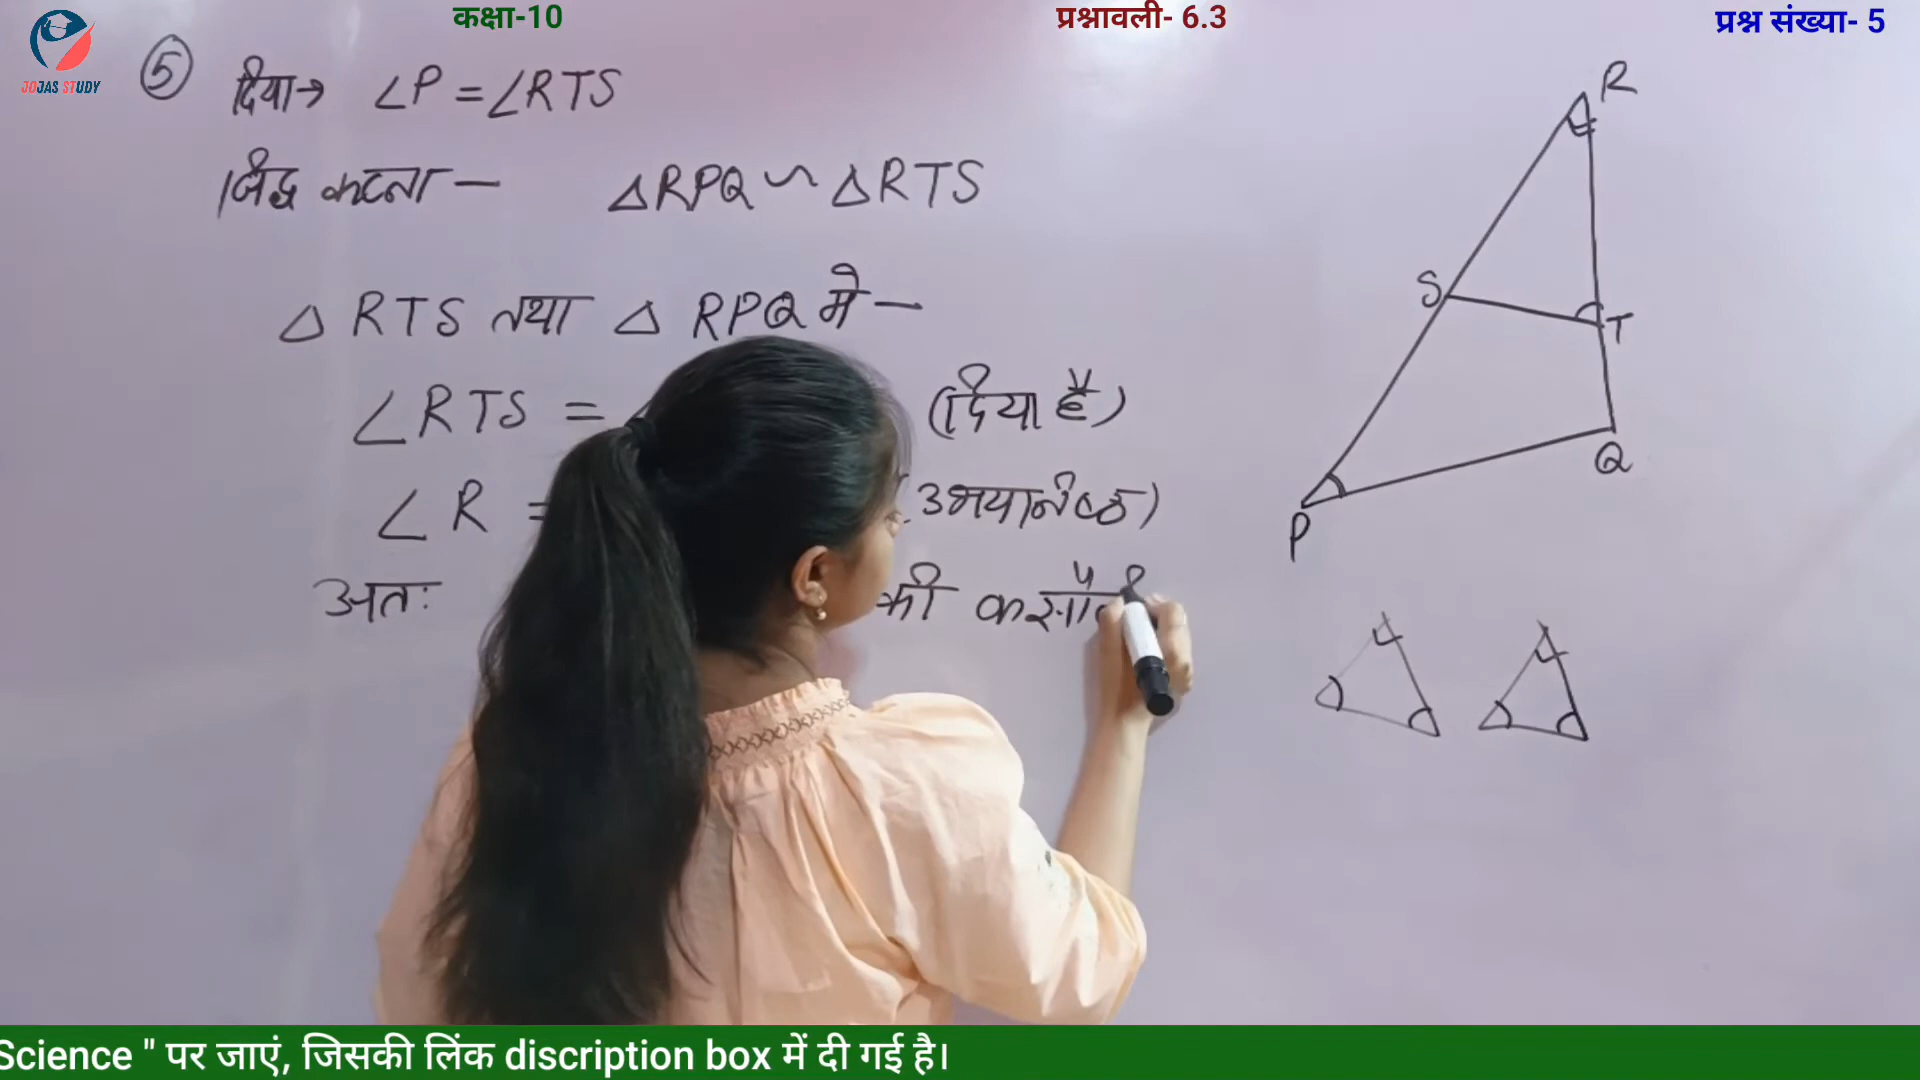 कक्षा-10
प्रश्नावली- 6.3
प्रश्न संख्या- 5
JOJAS STUDY
5 दिया→ ∠P = ∠RTS
सिद्ध करना — △RPQ ∽ △RTS
△ RTS तथा △ RPQ में —
∠RTS = ∠ (दिया है)
∠R = (उभयनिष्ठ)
अतः की
R
S
T
Q
P
Science " पर जाएं, जिसकी लिंक discription box में दी गई है।